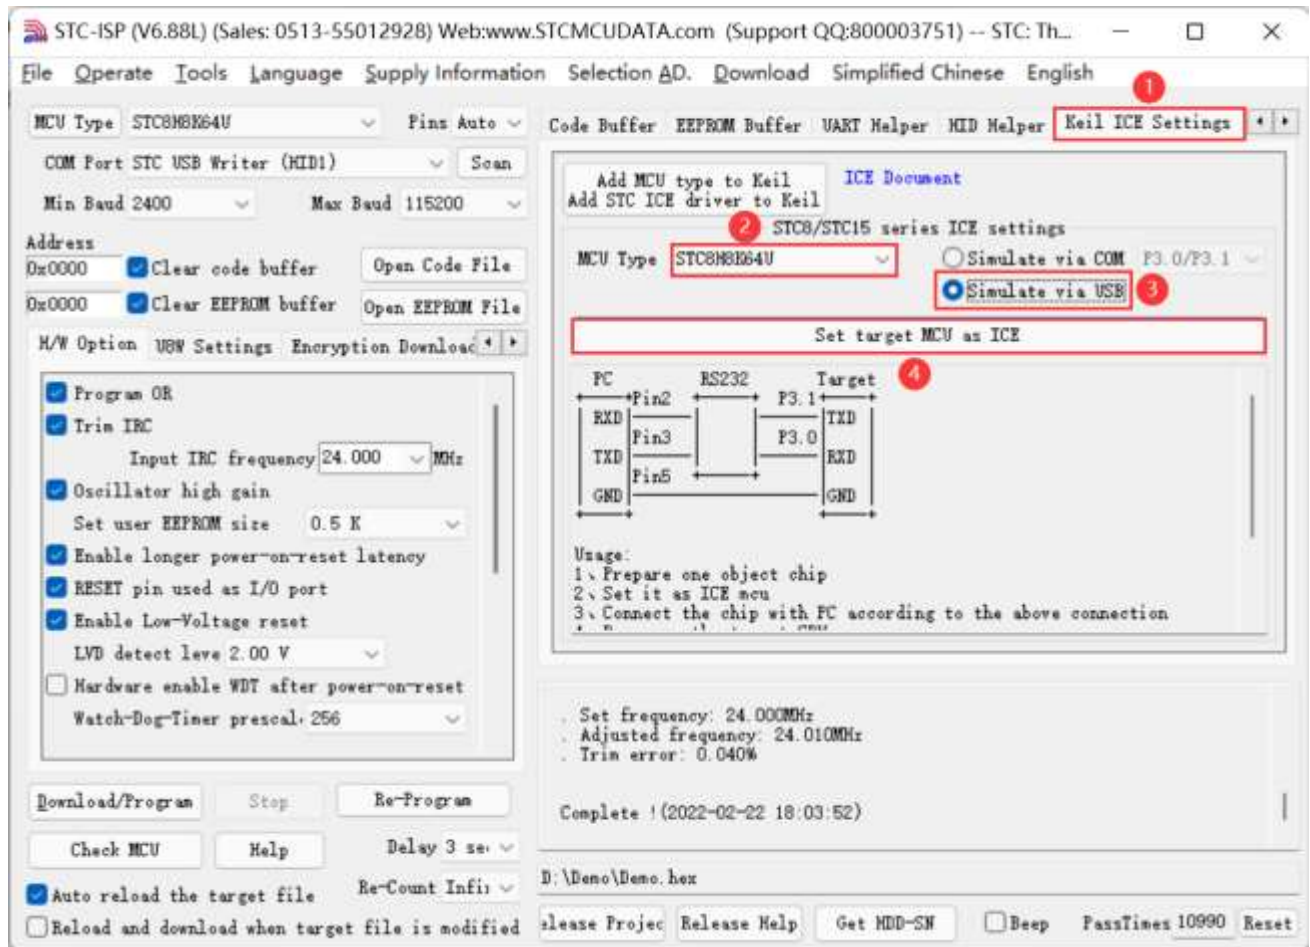 STC-ISP (V6.88L) (Sales: 0513-55012928) Web:www.STCMCUDATA.com (Support QQ:800003751) -- STC: Th...
File Operate Tools Language Supply Information Selection AD. Download Simplified Chinese English
1
MCU Type STC8H8K64U Pins Auto
COM Port STC USB Writer (HID1) Scan
Min Baud 2400 Max Baud 115200
Address
0x0000 Clear code buffer Open Code File
0x0000 Clear EEPROM buffer Open EEPROM File
H/W Option U8W Settings Encryption Download
Program OR
Trim IRC
Input IRC frequency 24.000 MHz
Oscillator high gain
Set user EEPROM size 0.5 K
Enable longer power-on-reset latency
RESET pin used as I/O port
Enable Low-Voltage reset
LVD detect leve 2.00 V
Hardware enable WDT after power-on-reset
Watch-Dog-Timer prescal 256
Download/Program Stop Re-Program
Check MCU Help Delay 3 se
Auto reload the target file Re-Count Infi
Reload and download when target file is modified
Code Buffer EEPROM Buffer UART Helper HID Helper Keil ICE Settings
Add MCU type to Keil
Add STC ICE driver to Keil
ICE Document
2 STC8/STC15 series ICE settings
MCU Type STC8H8K64U Simulate via COM P3.0/P3.1
Simulate via USB 3
Set target MCU as ICE
4
PC RS232 Target
Pin2 P3.1
RXD TXD
Pin3 P3.0
TXD RXD
Pin5
GND GND
Usage:
1、Prepare one object chip
2、Set it as ICE mcu
3、Connect the chip with PC according to the above connection
. Set frequency: 24.000MHz
. Adjusted frequency: 24.010MHz
. Trim error: 0.040%
Complete !(2022-02-22 18:03:52)
D:\Demo\Demo.hex
elease Projec Release Help Get HDD-SN Beep PassTimes 10990 Reset